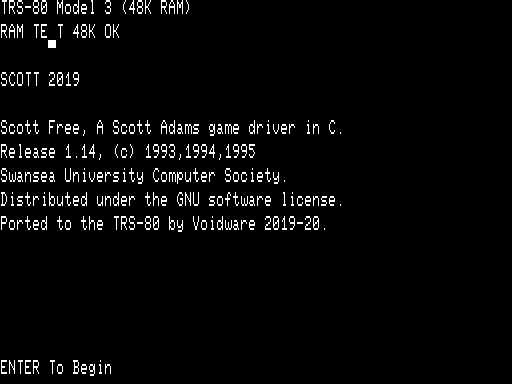 TRS-80 Model 3 (48K RAM)
RAM TE T 48K OK
SCOTT 2019
Scott Free, A Scott Adams game driver in C.
Release 1.14, (c) 1993,1994,1995
Swansea University Computer Society.
Distributed under the GNU software license.
Ported to the TRS-80 by Voidware 2019-20.
ENTER To Begin